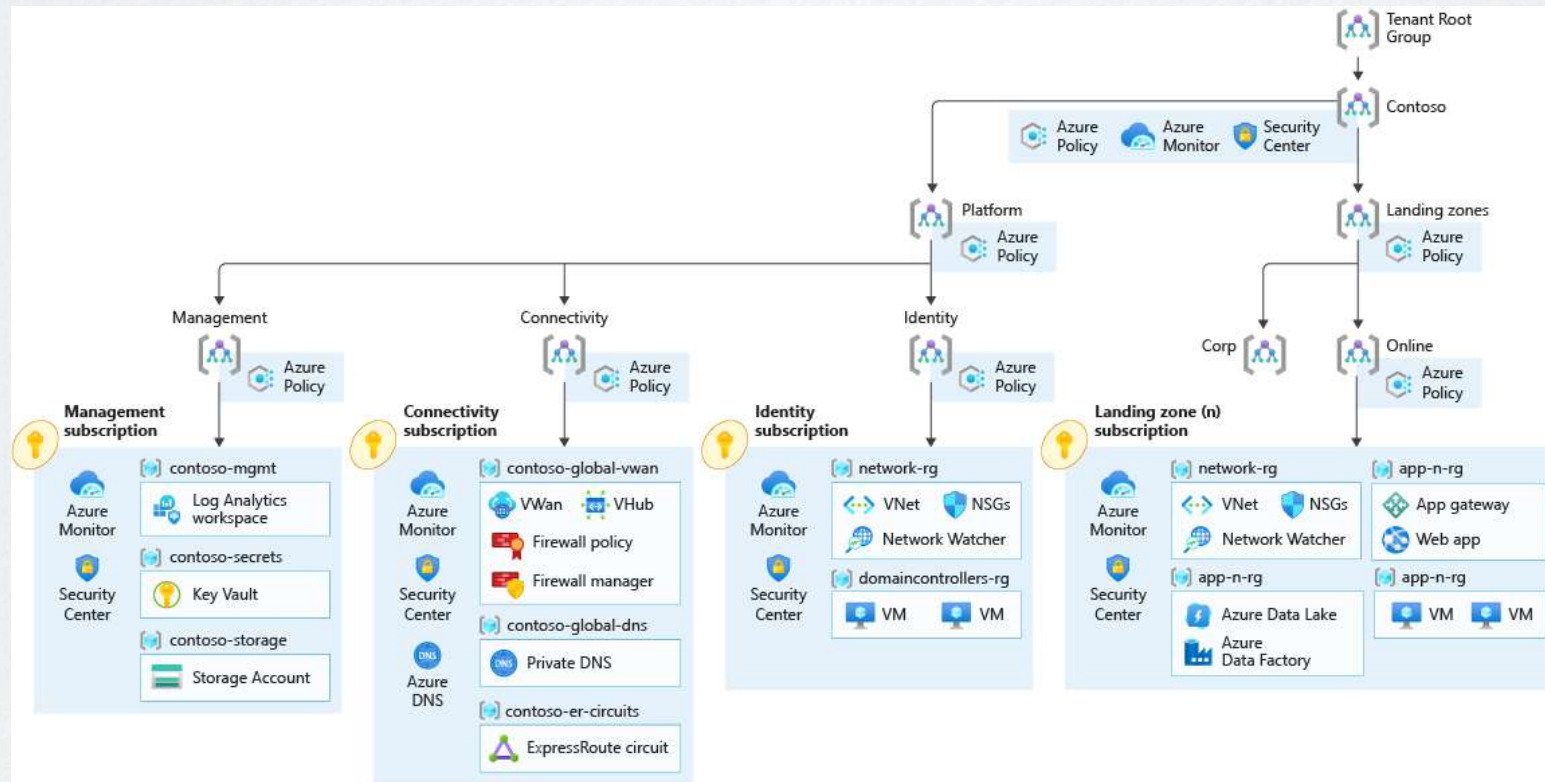 Tenant Root
Group
Contoso
Azure
Policy
Azure
Monitor
Security
Center
Platform
Azure
Policy
Landing zones
Azure
Policy
Management
Azure
Policy
Connectivity
Azure
Policy
Identity
Azure
Policy
Corp
Online
Azure
Policy
Management
subscription
Azure
Monitor
Security
Center
contoso-mgmt
Log Analytics
workspace
contoso-secrets
Key Vault
contoso-storage
Storage Account
Connectivity
subscription
Azure
Monitor
Security
Center
DNS
Azure
DNS
contoso-global-vwan
VWan
VHub
Firewall policy
Firewall manager
contoso-global-dns
DNS
Private DNS
contoso-er-circuits
ExpressRoute circuit
Identity
subscription
Azure
Monitor
Security
Center
network-rg
VNet
NSGs
Network Watcher
domaincontrollers-rg
VM
VM
Landing zone (n)
subscription
Azure
Monitor
Security
Center
network-rg
VNet
NSGs
Network Watcher
app-n-rg
App gateway
Web app
app-n-rg
Azure Data Lake
Azure
Data Factory
app-n-rg
VM
VM